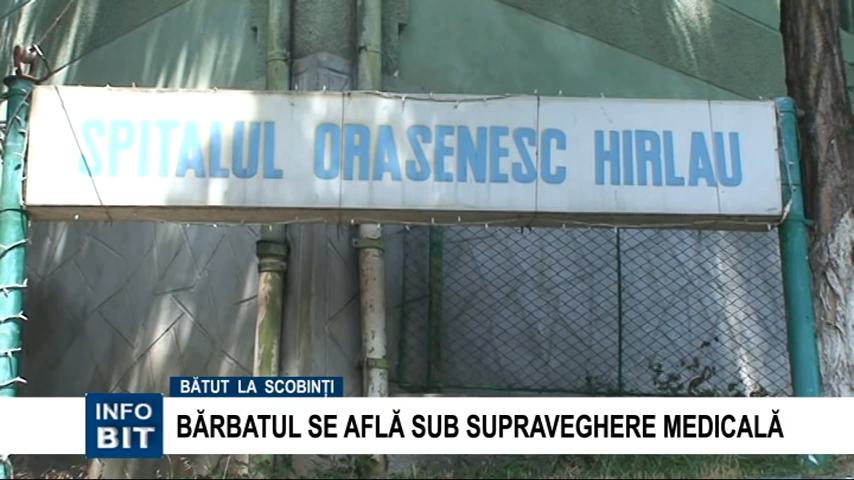 SPITALUL ORASENESC HIRLAU
BĂTUT LA SCOBINȚI
INFO
BIT
BĂRBATUL SE AFLĂ SUB SUPRAVEGHERE MEDICALĂ